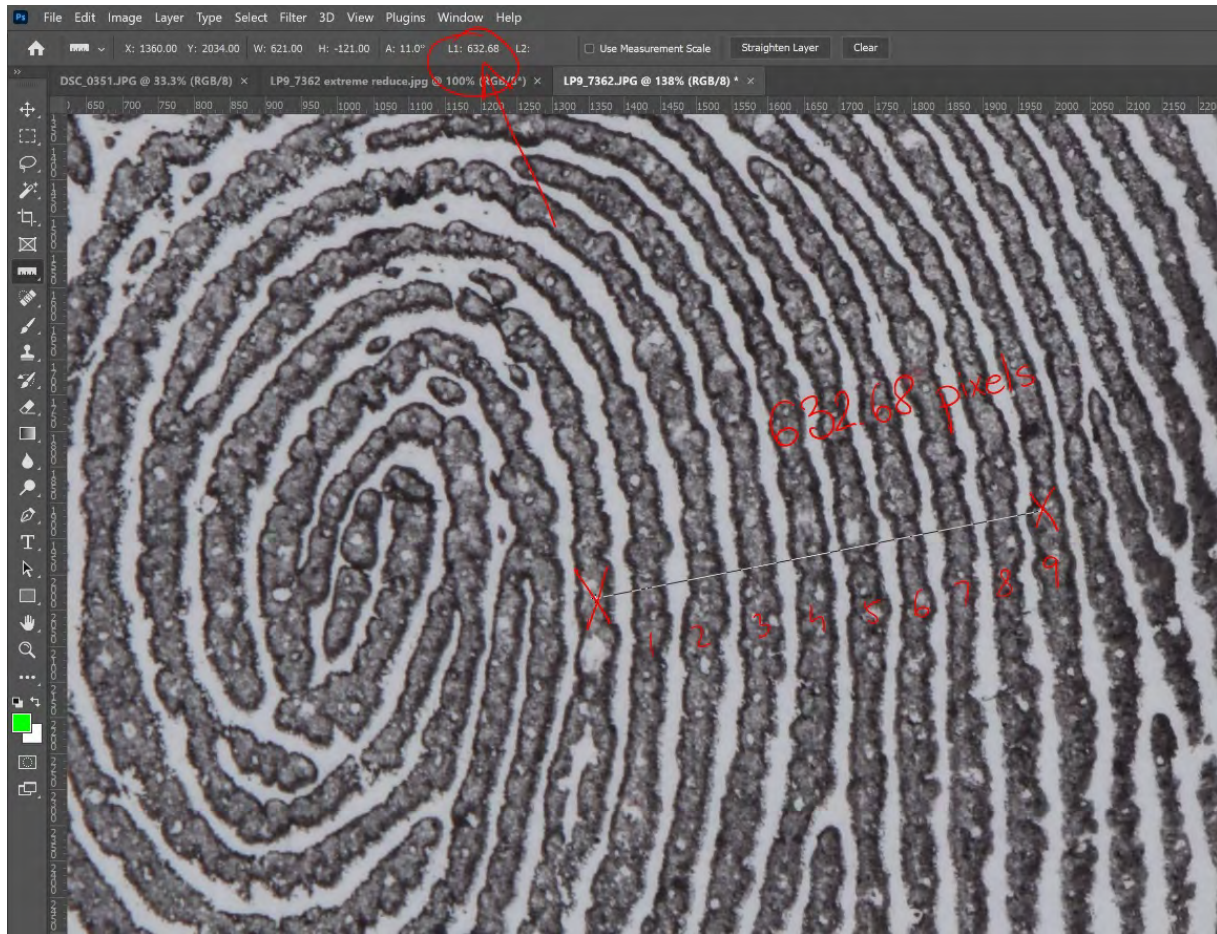 Ps File Edit Image Layer Type Select Filter 3D View Plugins Window Help
X: 1360.00 Y: 2034.00 W: 621.00 H: -121.00 A: 11.0° L1: 632.68 L2: Use Measurement Scale Straighten Layer Clear
DSC_0351.JPG @ 33.3% (RGB/8) × LP9_7362 extreme reduce.jpg @ 100% (RGB/8*) × LP9_7362.JPG @ 138% (RGB/8) * ×
650 700 750 800 850 900 950 1000 1050 1100 1150 1200 1250 1300 1350 1400 1450 1500 1550 1600 1650 1700 1750 1800 1850 1900 1950 2000 2050 2100 2150 220
632.68 pixels
X X
1 2 3 4 5 6 7 8 9